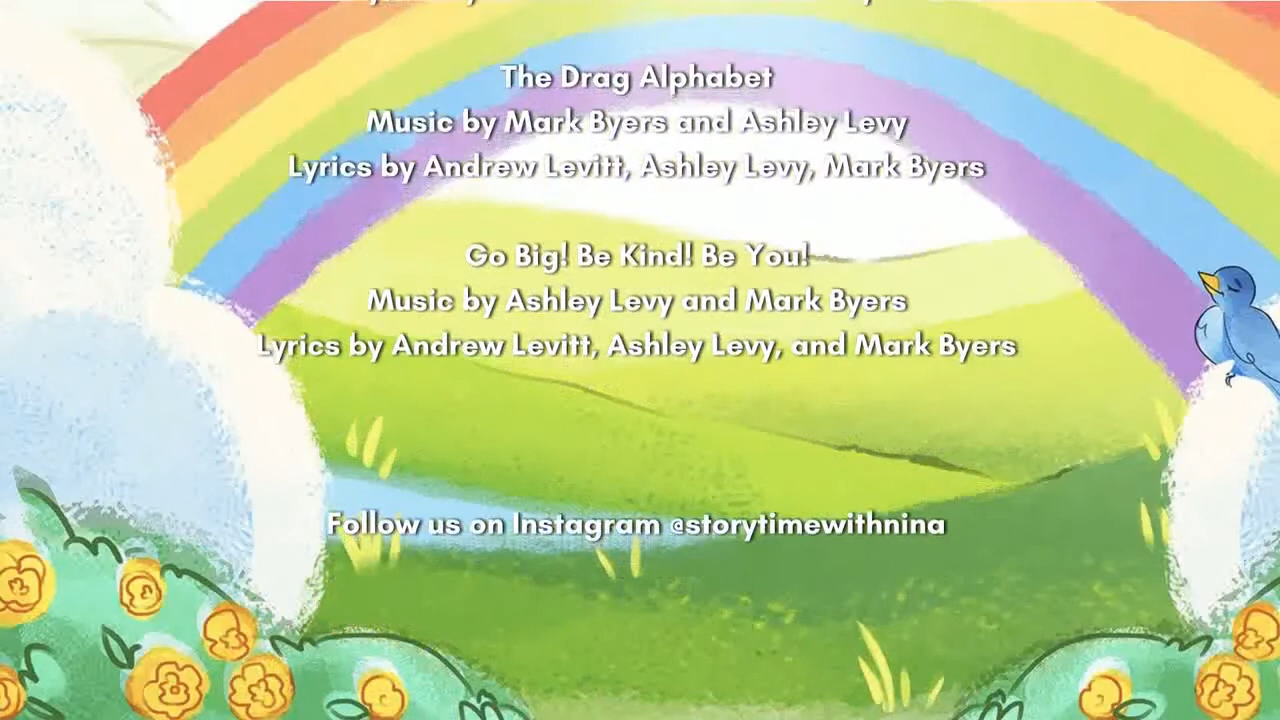 The Drag Alphabet
Music by Mark Byers and Ashley Levy
Lyrics by Andrew Levitt, Ashley Levy, Mark Byers
Go Big! Be Kind! Be You!
Music by Ashley Levy and Mark Byers
Lyrics by Andrew Levitt, Ashley Levy, and Mark Byers
Follow us on Instagram @storytimewithnina